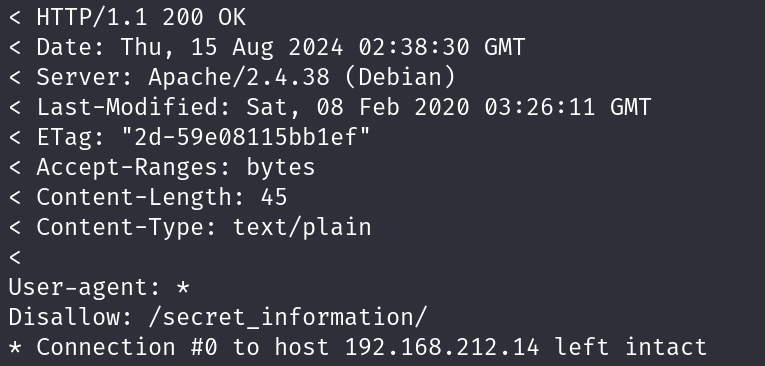 < HTTP/1.1 200 OK
< Date: Thu, 15 Aug 2024 02:38:30 GMT
< Server: Apache/2.4.38 (Debian)
< Last-Modified: Sat, 08 Feb 2020 03:26:11 GMT
< ETag: "2d-59e08115bb1ef"
< Accept-Ranges: bytes
< Content-Length: 45
< Content-Type: text/plain
<
User-agent: *
Disallow: /secret_information/
* Connection #0 to host 192.168.212.14 left intact